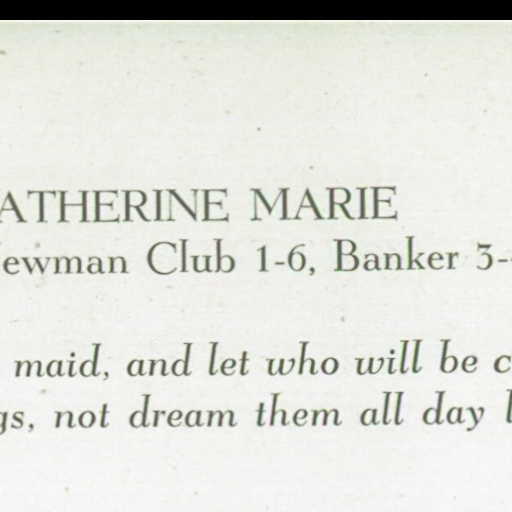 ATHERINE MARIE
ewman Club 1-6, Banker 3-
maid, and let who will be c
gs, not dream them all day l